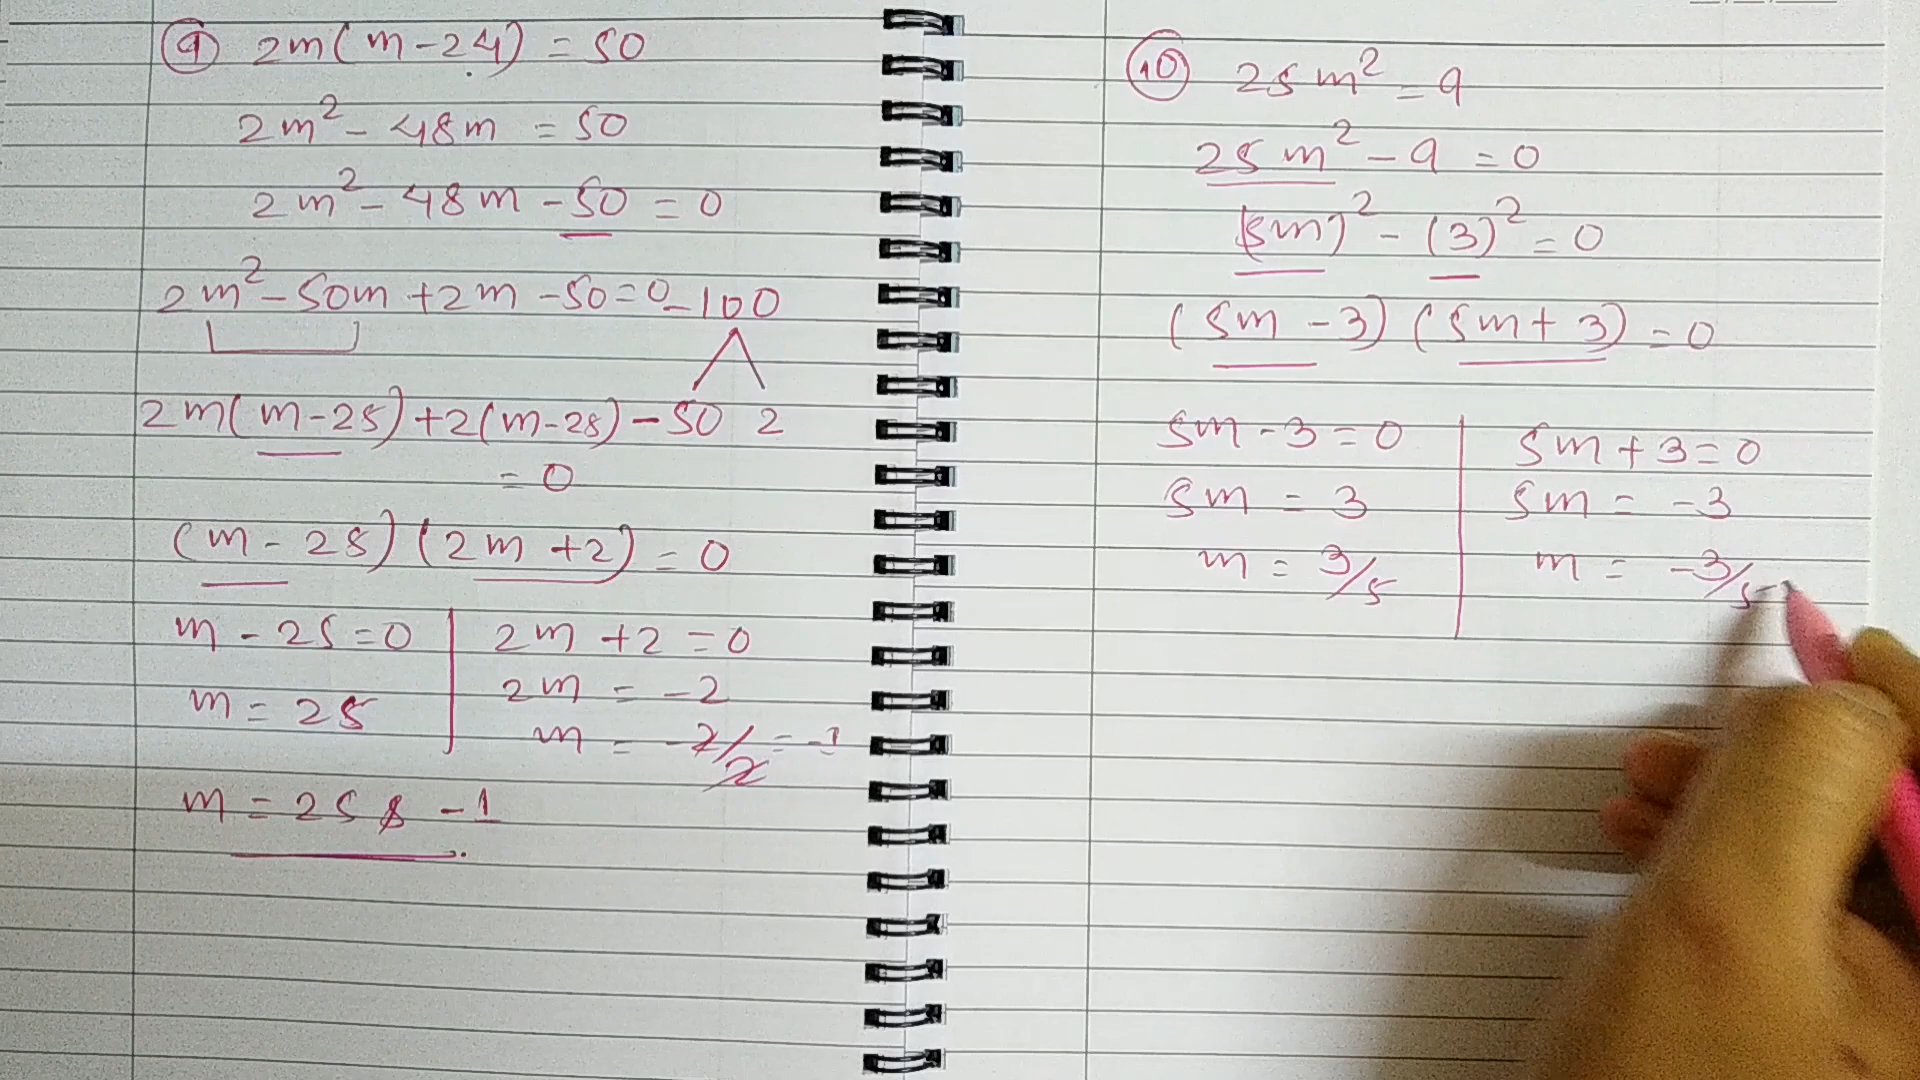 9 2m(m-24) = 50
2m² - 48m = 50
2m² - 48m - 50 = 0
2m² - 50m + 2m - 50 = 0 -100
2m(m-25) + 2(m-25) -50 2
= 0
(m - 25) (2m + 2) = 0
m - 25 = 0 2m + 2 = 0
m = 25 2m = -2
m = -2/2 = -1
m = 25 & -1
10 25m² = 9
25m² - 9 = 0
(5m)² - (3)² = 0
(5m - 3) (5m + 3) = 0
5m - 3 = 0 5m + 3 = 0
5m = 3 5m = -3
m = 3/5 m = -3/5